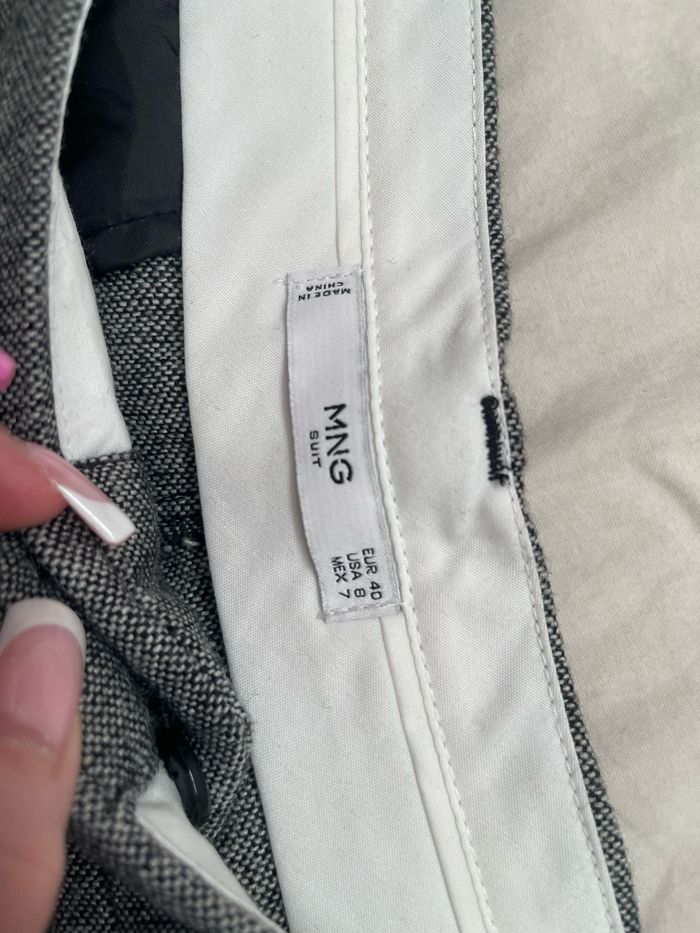 MADE IN
CHINA
MNG
SUIT
EUR 40
USA 8
MEX 7